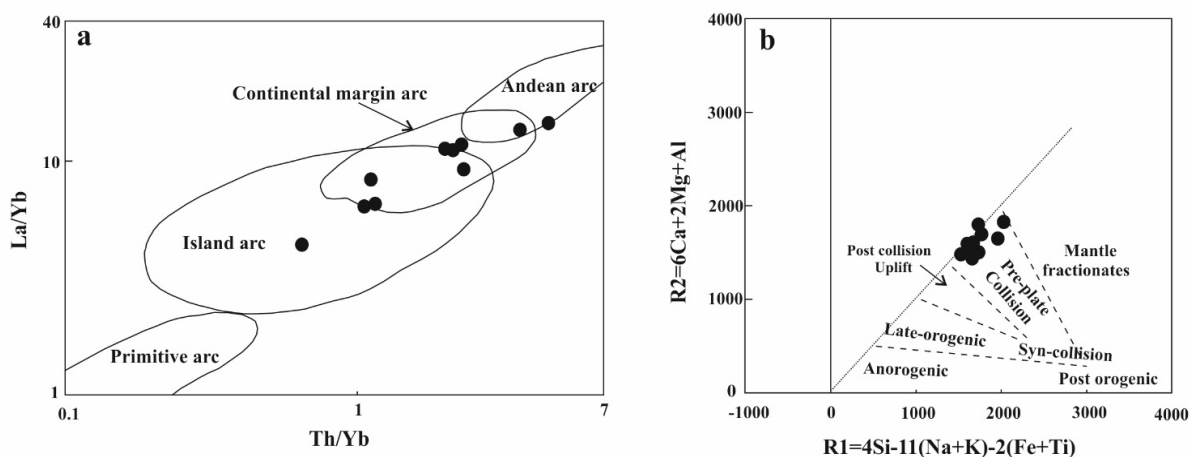 a
40
10
1
La/Yb
Continental margin arc
Andean arc
Island arc
Primitive arc
0.1
1
7
Th/Yb
b
4000
3000
2000
1000
0
R2=6Ca+2Mg+Al
Post collision
Uplift
Pre-plate
Collision
Mantle
fractionates
Late-orogenic
Syn-collision
Anorogenic
Post orogenic
-1000
0
1000
2000
3000
4000
R1=4Si-11(Na+K)-2(Fe+Ti)